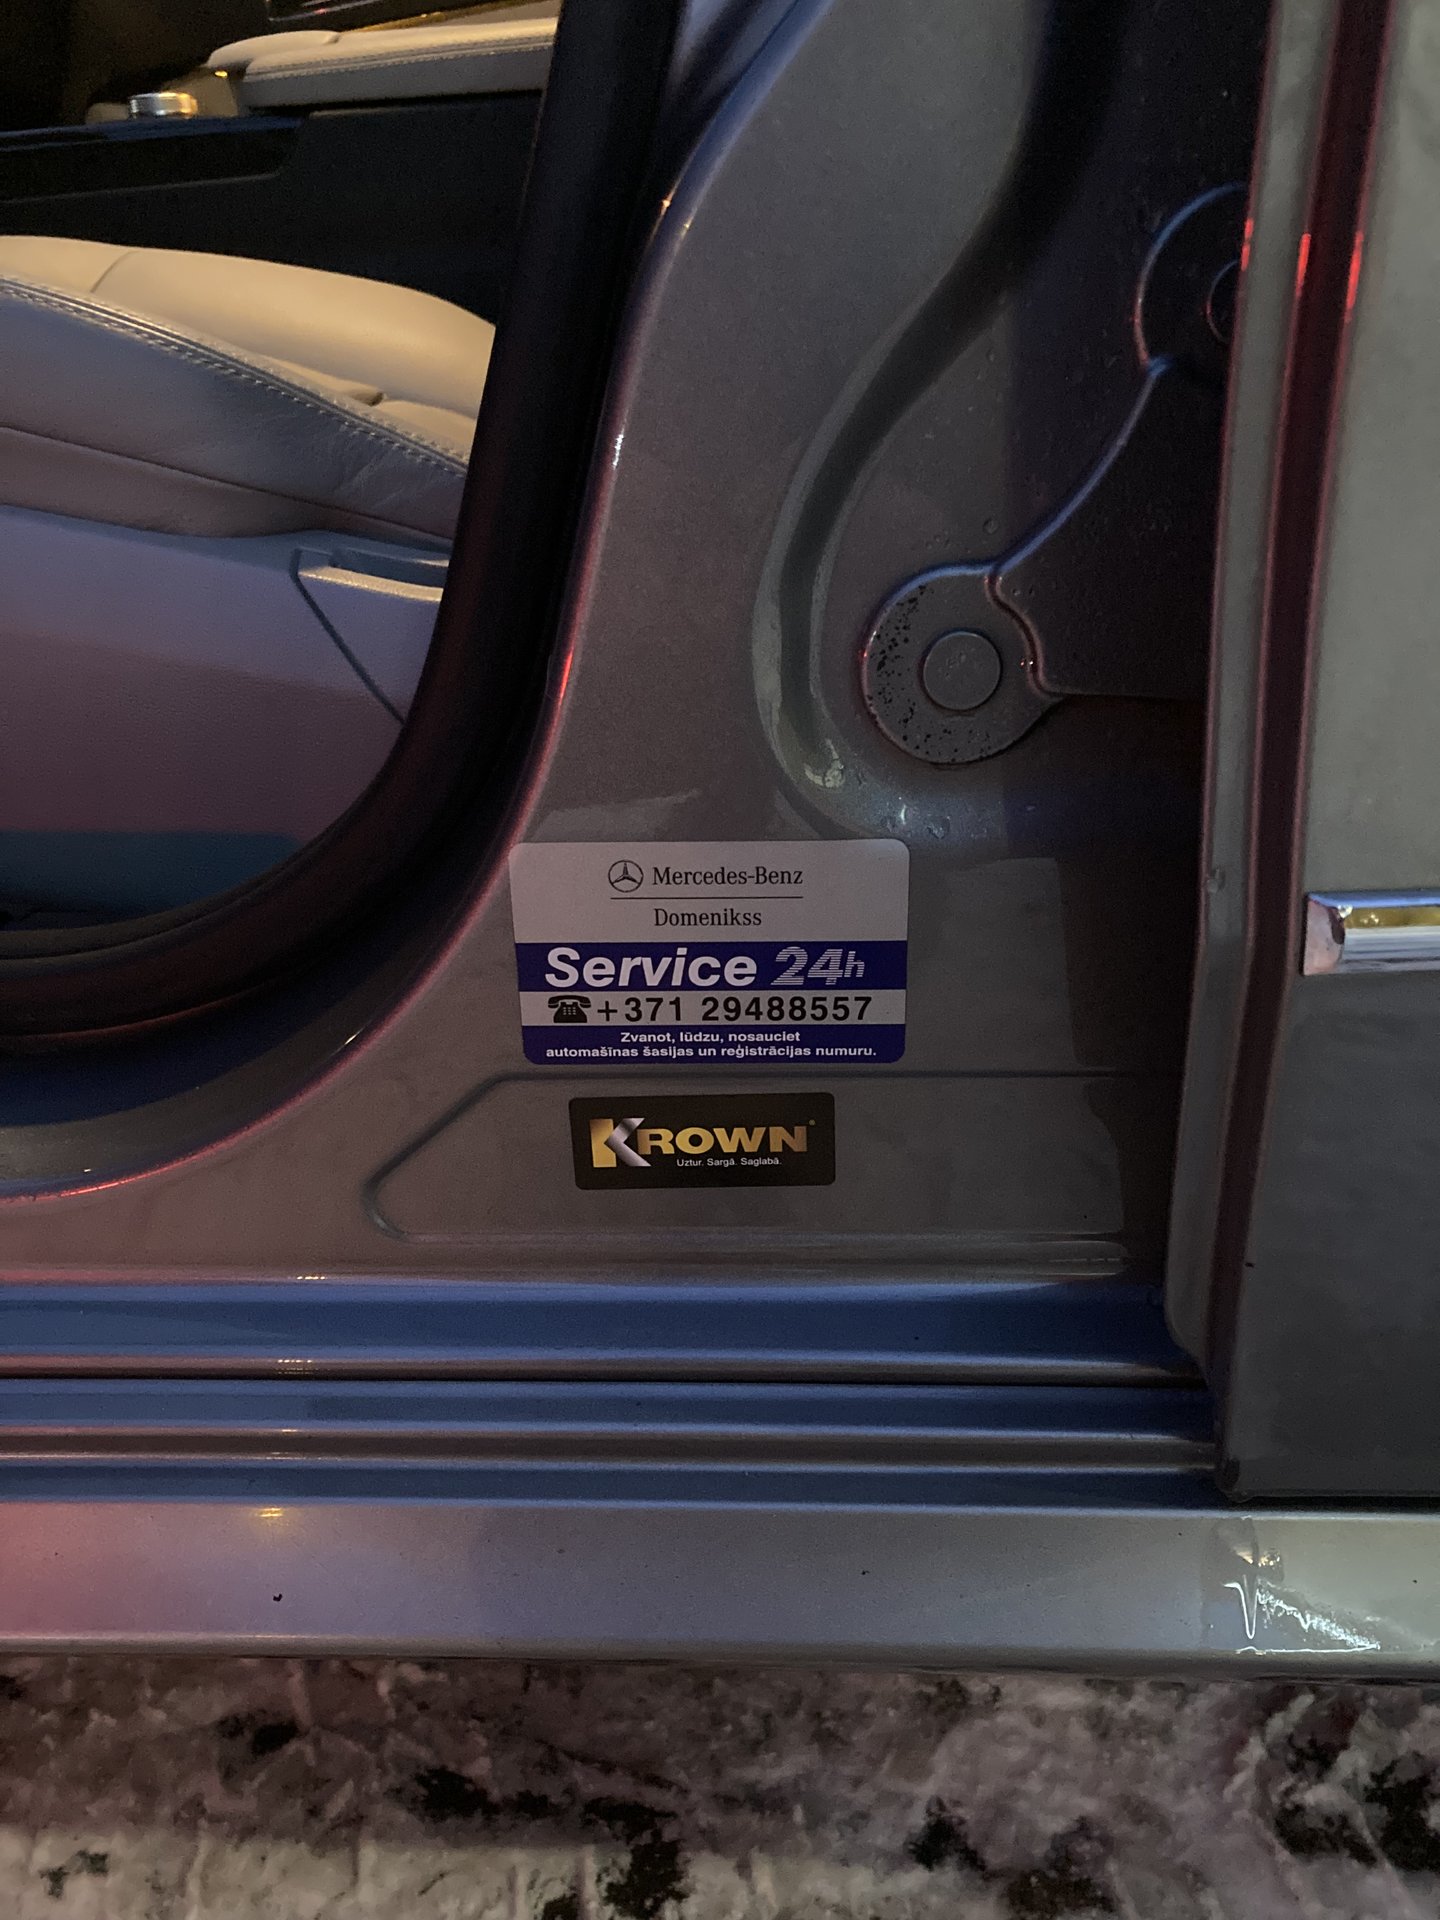 Mercedes-Benz
Domenikss
Service 24h
+371 29488557
Zvanot, lūdzu, nosauciet
automašīnas šasijas un reģistrācijas numuru.
KROWN®
Uztur. Sargā. Saglabā.